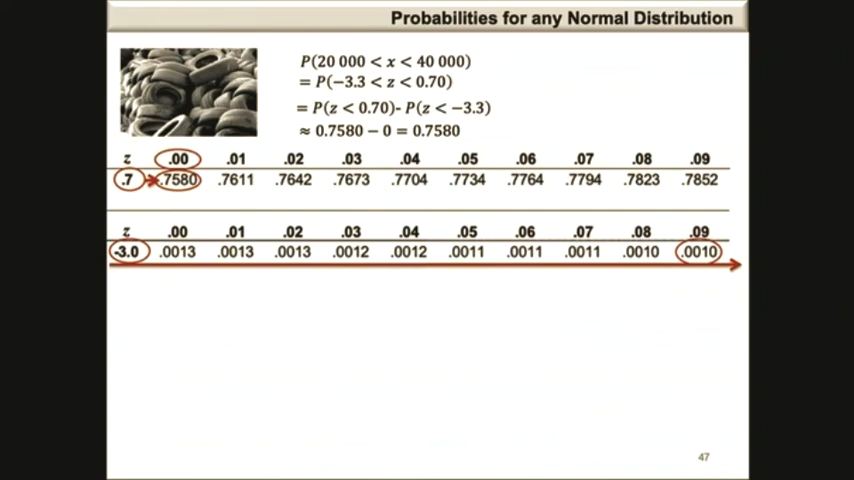 Probabilities for any Normal Distribution
P(20 000 < x < 40 000)
= P(−3.3 < z < 0.70)
= P(z < 0.70)- P(z < −3.3)
≈ 0.7580 − 0 = 0.7580
z .00 .01 .02 .03 .04 .05 .06 .07 .08 .09
.7 .7580 .7611 .7642 .7673 .7704 .7734 .7764 .7794 .7823 .7852
z .00 .01 .02 .03 .04 .05 .06 .07 .08 .09
-3.0 .0013 .0013 .0013 .0012 .0012 .0011 .0011 .0011 .0010 .0010
47